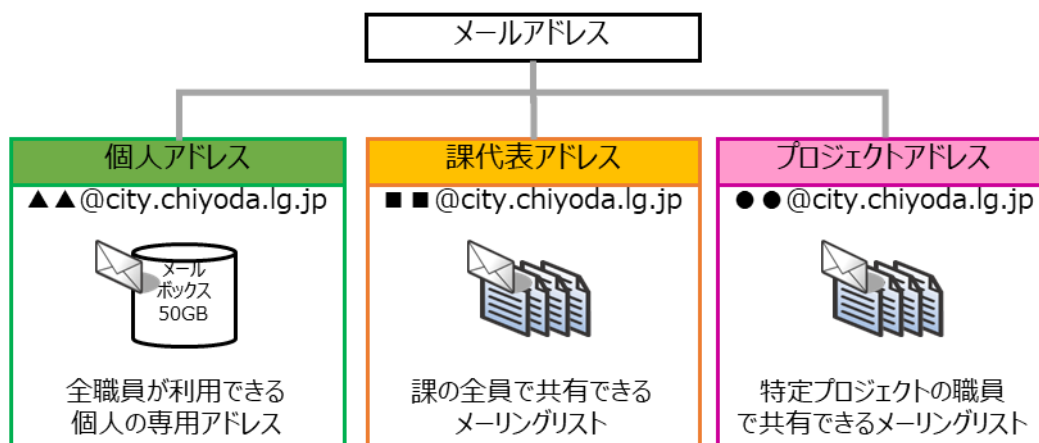 メールアドレス
個人アドレス
▲▲@city.chiyoda.lg.jp
メール
ボックス
50GB
全職員が利用できる
個人の専用アドレス
課代表アドレス
■■@city.chiyoda.lg.jp
課の全員で共有できる
メーリングリスト
プロジェクトアドレス
●●@city.chiyoda.lg.jp
特定プロジェクトの職員
で共有できるメーリングリスト